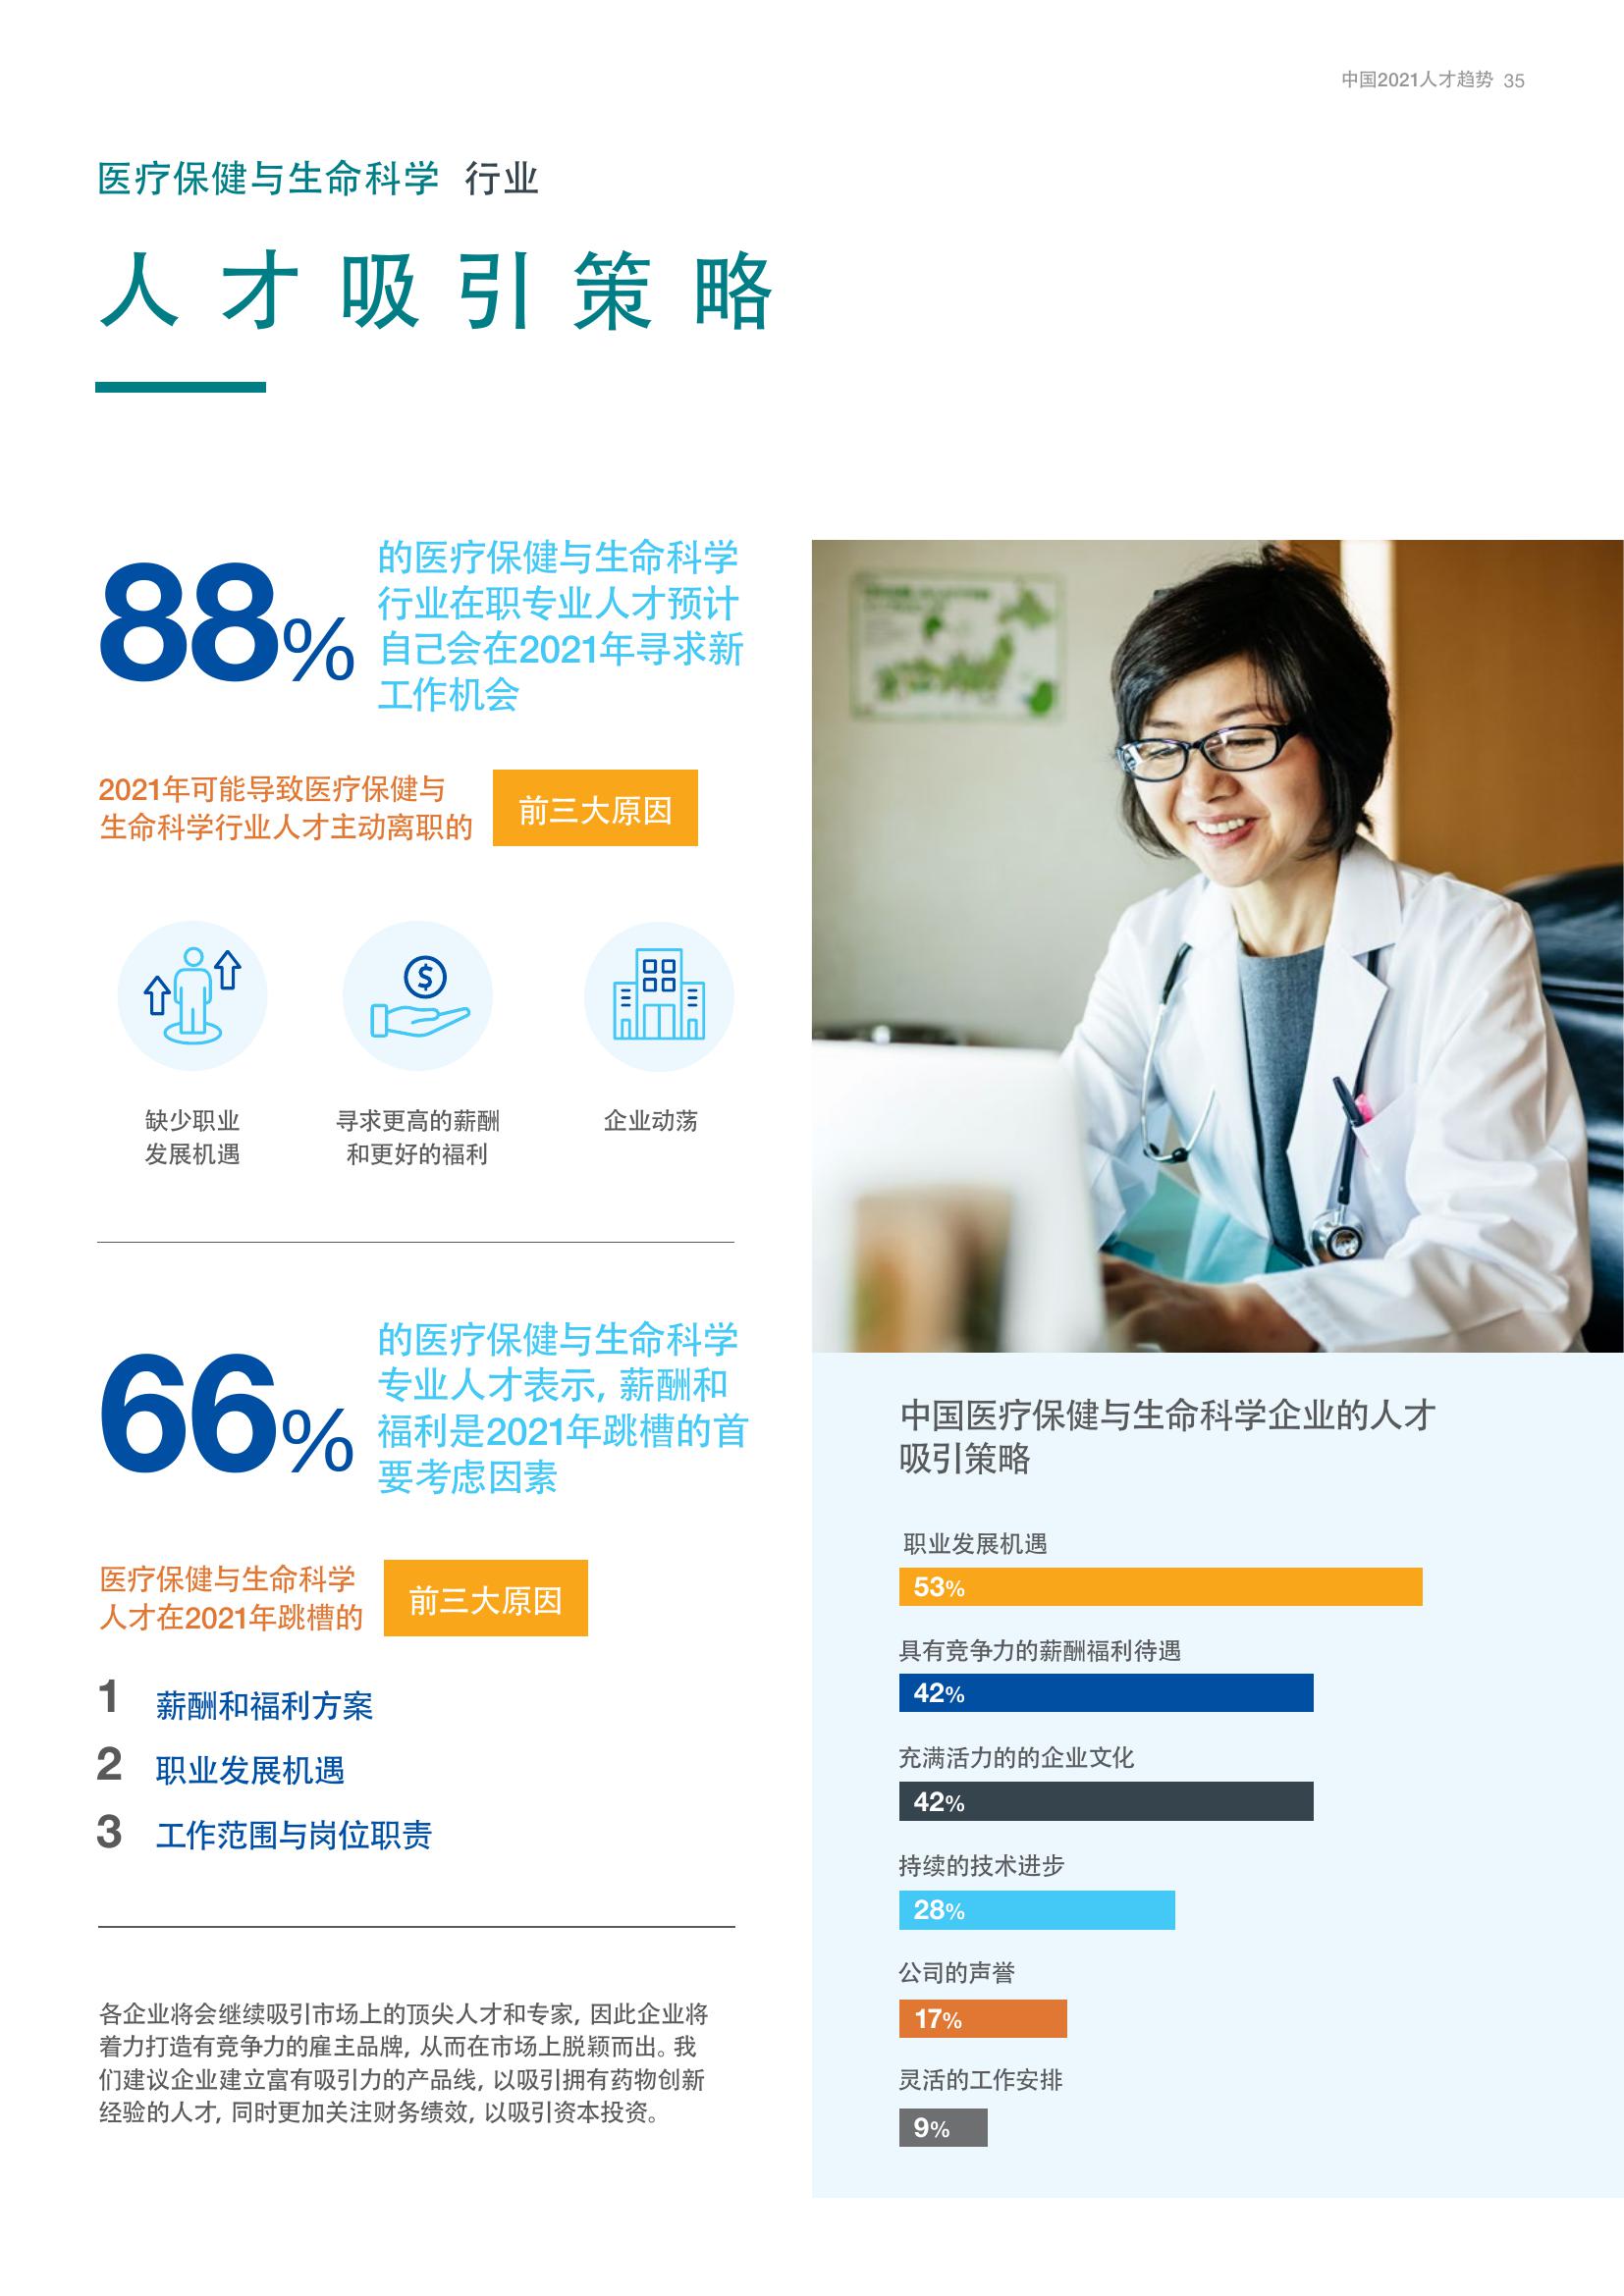 中国2021人才趋势 35
医疗保健与生命科学 行业
人才吸引策略
88%
的医疗保健与生命科学
行业在职专业人才预计
自己会在2021年寻求新
工作机会
2021年可能导致医疗保健与
生命科学行业人才主动离职的
前三大原因
缺少职业
发展机遇
寻求更高的薪酬
和更好的福利
企业动荡
66%
的医疗保健与生命科学
专业人才表示, 薪酬和
福利是2021年跳槽的首
要考虑因素
医疗保健与生命科学
人才在2021年跳槽的
前三大原因
1 薪酬和福利方案
2 职业发展机遇
3 工作范围与岗位职责
各企业将会继续吸引市场上的顶尖人才和专家, 因此企业将
着力打造有竞争力的雇主品牌, 从而在市场上脱颖而出。我
们建议企业建立富有吸引力的产品线, 以吸引拥有药物创新
经验的人才, 同时更加关注财务绩效, 以吸引资本投资。
中国医疗保健与生命科学企业的人才
吸引策略
职业发展机遇
53%
具有竞争力的薪酬福利待遇
42%
充满活力的的企业文化
42%
持续的技术进步
28%
公司的声誉
17%
灵活的工作安排
9%